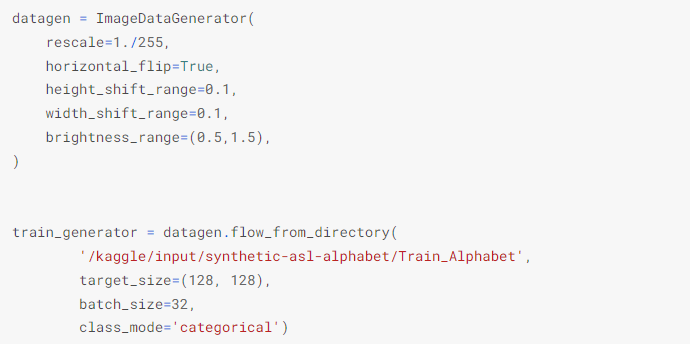 datagen = ImageDataGenerator(
    rescale=1./255,
    horizontal_flip=True,
    height_shift_range=0.1,
    width_shift_range=0.1,
    brightness_range=(0.5,1.5),
)
train_generator = datagen.flow_from_directory(
        '/kaggle/input/synthetic-asl-alphabet/Train_Alphabet',
        target_size=(128, 128),
        batch_size=32,
        class_mode='categorical')